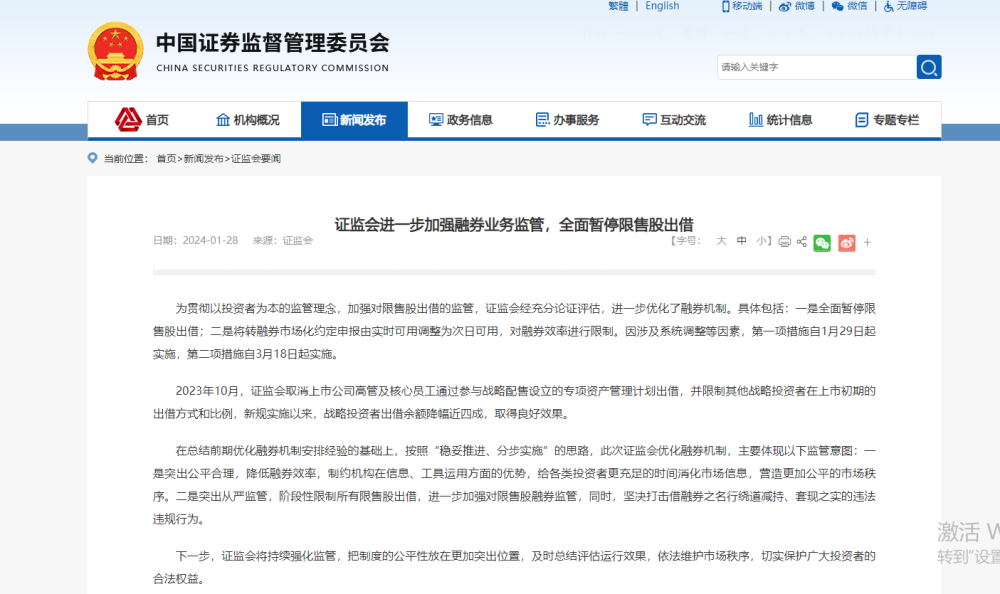 繁體 | English
移动端 | 微博 | 微信 | 无障碍
中国证券监督管理委员会
CHINA SECURITIES REGULATORY COMMISSION
请输入关键字
首页 机构概况 新闻发布 政务信息 办事服务 互动交流 统计信息 专题专栏
当前位置： 首页>新闻发布>证监会要闻
证监会进一步加强融券业务监管，全面暂停限售股出借
日期：2024-01-28 来源：证监会 【字号： 大 中 小】
为贯彻以投资者为本的监管理念，加强对限售股出借的监管，证监会经充分论证评估，进一步优化了融券机制。具体包括：一是全面暂停限
售股出借；二是将转融券市场化约定申报由实时可用调整为次日可用，对融券效率进行限制。因涉及系统调整等因素，第一项措施自1月29日起
实施，第二项措施自3月18日起实施。
2023年10月，证监会取消上市公司高管及核心员工通过参与战略配售设立的专项资产管理计划出借，并限制其他战略投资者在上市初期的
出借方式和比例，新规实施以来，战略投资者出借余额降幅近四成，取得良好效果。
在总结前期优化融券机制安排经验的基础上，按照“稳妥推进、分步实施”的思路，此次证监会优化融券机制，主要体现以下监管意图：一
是突出公平合理，降低融券效率，制约机构在信息、工具运用方面的优势，给各类投资者更充足的时间消化市场信息，营造更加公平的市场秩
序。二是突出从严监管，阶段性限制所有限售股出借，进一步加强对限售股融券监管，同时，坚决打击借融券之名行绕道减持、套现之实的违法
违规行为。
下一步，证监会将持续强化监管，把制度的公平性放在更加突出位置，及时总结评估运行效果，依法维护市场秩序，切实保护广大投资者的
合法权益。
激活 W
转到"设置